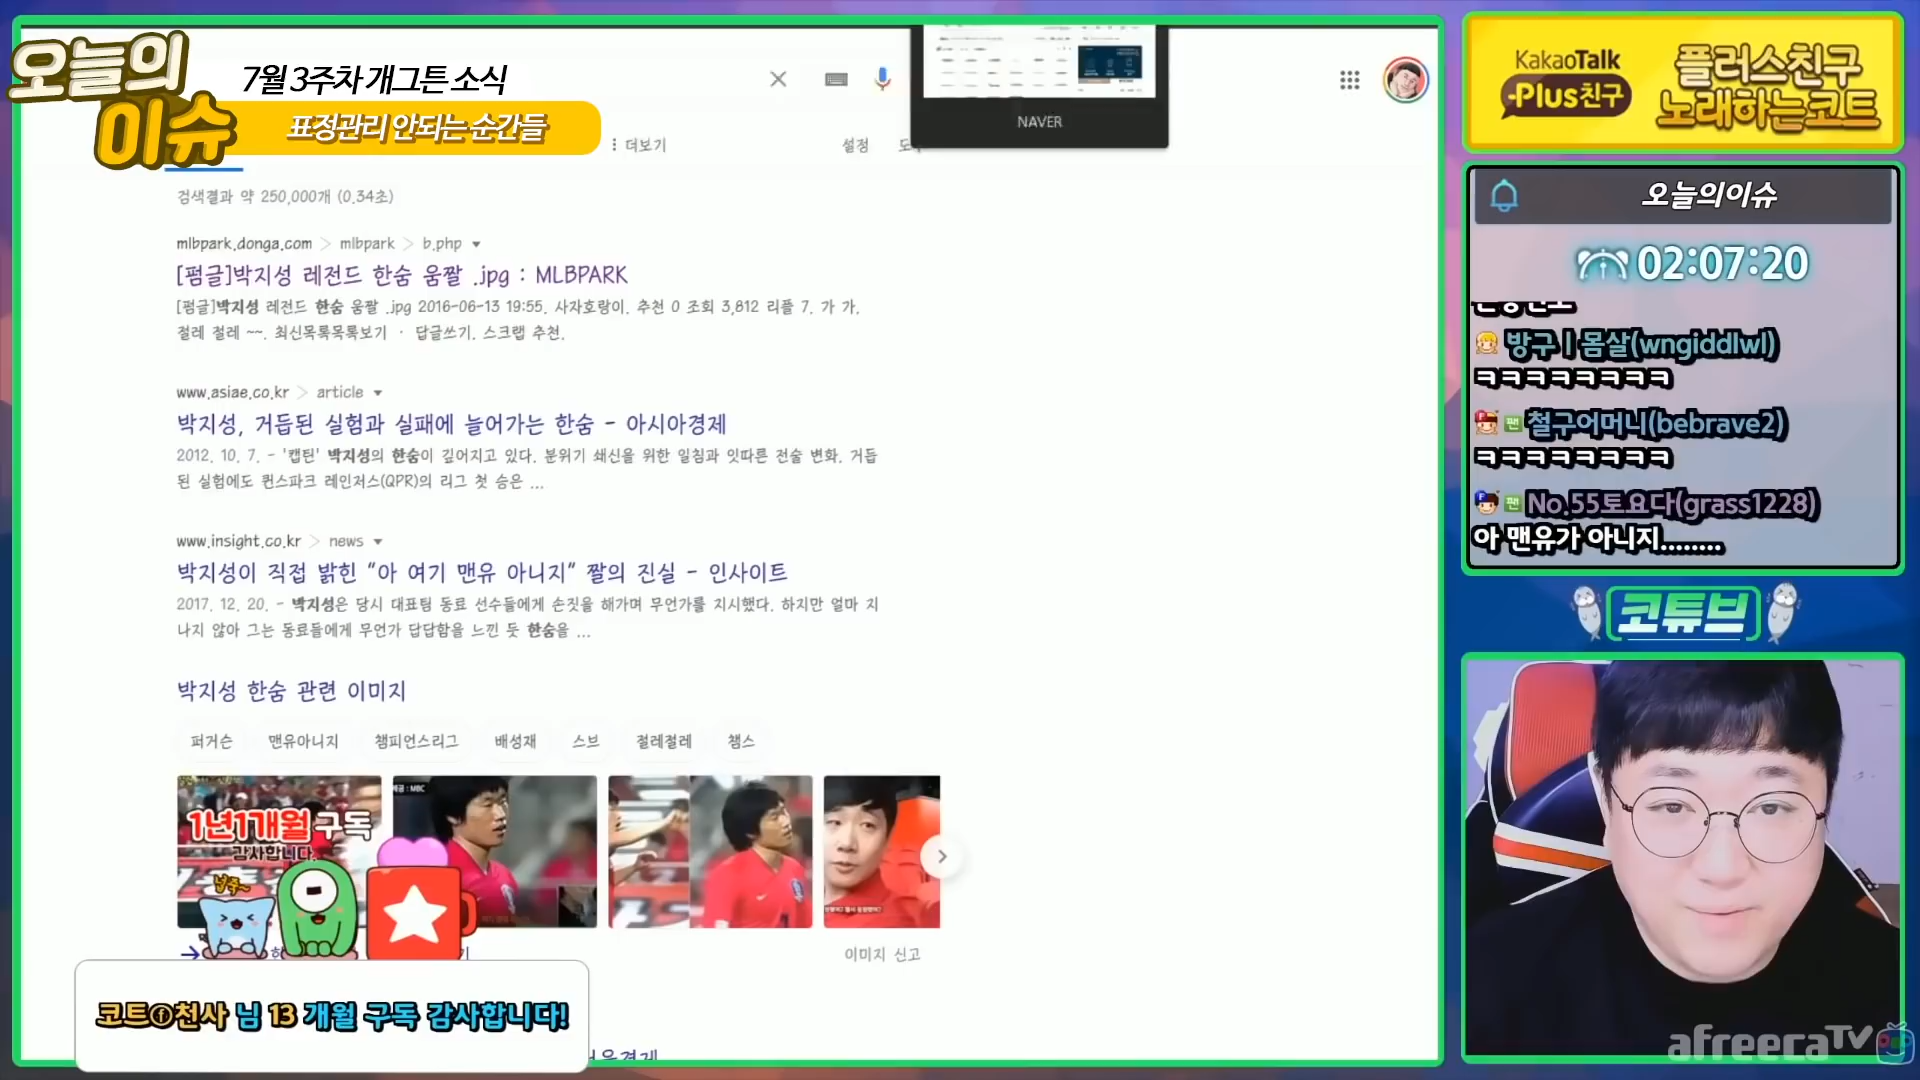 오늘의
이슈
7월 3주차 개그튼 소식
표정관리 안되는 순간들
더보기
설정
NAVER
검색결과 약 250,000개 (0.34초)
mlbpark.donga.com > mlbpark > b.php
[펌글]박지성 레전드 한숨 움짤 .jpg : MLBPARK
[펌글]박지성 레전드 한숨 움짤 .jpg 2016-06-13 19:55. 사자호랑이. 추천 0 조회 3,812 리플 7. 가 가.
절레 절레 ~~. 최신목록목록보기 · 답글쓰기. 스크랩 추천.
www.asiae.co.kr > article
박지성, 거듭된 실험과 실패에 늘어가는 한숨 - 아시아경제
2012. 10. 7. - '캡틴' 박지성의 한숨이 깊어지고 있다. 분위기 쇄신을 위한 일침과 잇따른 전술 변화. 거듭
된 실험에도 퀸스파크 레인저스(QPR)의 리그 첫 승은 ...
www.insight.co.kr > news
박지성이 직접 밝힌 "아 여기 맨유 아니지" 짤의 진실 - 인사이트
2017. 12. 20. - 박지성은 당시 대표팀 동료 선수들에게 손짓을 해가며 무언가를 지시했다. 하지만 얼마 지
나지 않아 그는 동료들에게 무언가 답답함을 느낀 듯 한숨을 ...
박지성 한숨 관련 이미지
퍼거슨
맨유아니지
챔피언스리그
배성재
스브
절레절레
챔스
1년1개월 구독
감사합니다.
넙죽~
제공 : MBC
이미지 신고
코트ⓕ천사 님 13 개월 구독 감사합니다!
KakaoTalk
Plus친구
플러스친구
노래하는코트
오늘의이슈
02:07:20
방구ㅣ몸살(wngiddlwl)
ㅋㅋㅋㅋㅋㅋㅋㅋ
팬 철구어머니(bebrave2)
ㅋㅋㅋㅋㅋㅋㅋㅋ
팬 No.55토요다(grass1228)
아 맨유가 아니지........
코튜브
afreecaTV